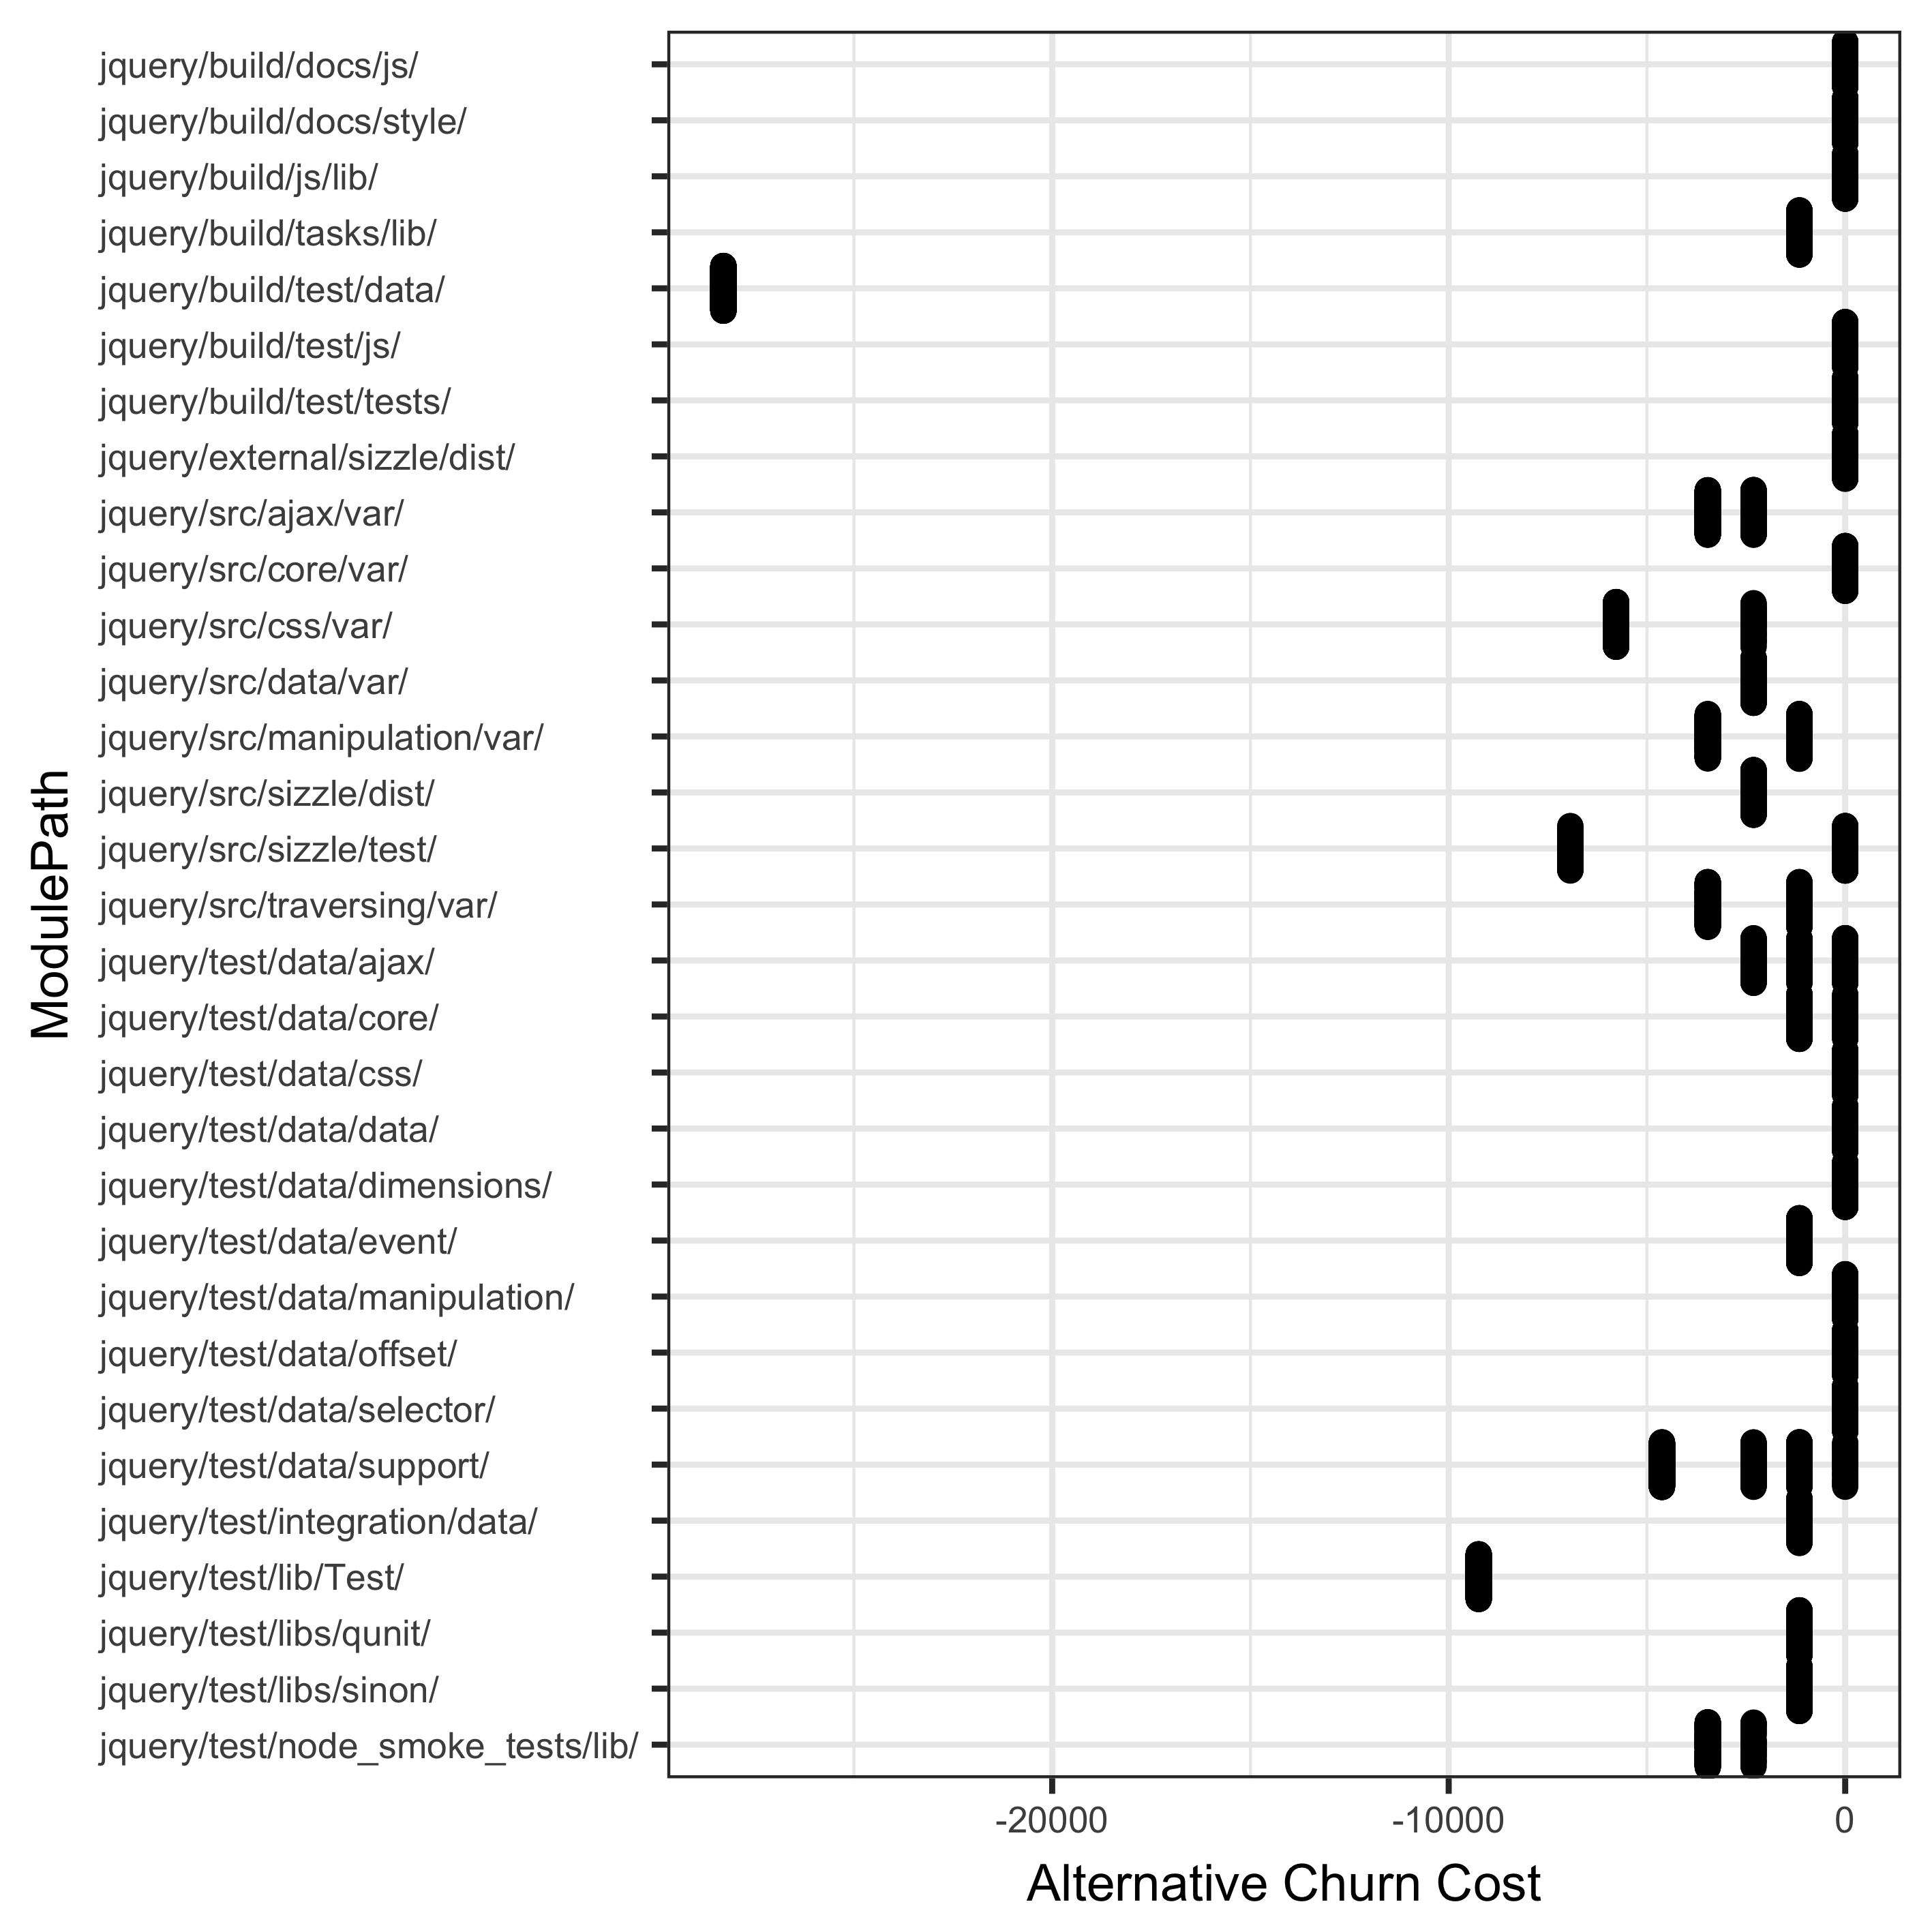 jquery/build/docs/js/
jquery/build/docs/style/
jquery/build/js/lib/
jquery/build/tasks/lib/
jquery/build/test/data/
jquery/build/test/js/
jquery/build/test/tests/
jquery/external/sizzle/dist/
jquery/src/ajax/var/
jquery/src/core/var/
jquery/src/css/var/
jquery/src/data/var/
jquery/src/manipulation/var/
jquery/src/sizzle/dist/
jquery/src/sizzle/test/
jquery/src/traversing/var/
jquery/test/data/ajax/
jquery/test/data/core/
jquery/test/data/css/
jquery/test/data/data/
jquery/test/data/dimensions/
jquery/test/data/event/
jquery/test/data/manipulation/
jquery/test/data/offset/
jquery/test/data/selector/
jquery/test/data/support/
jquery/test/integration/data/
jquery/test/lib/Test/
jquery/test/libs/qunit/
jquery/test/libs/sinon/
jquery/test/node_smoke_tests/lib/
ModulePath
-20000 -10000 0
Alternative Churn Cost